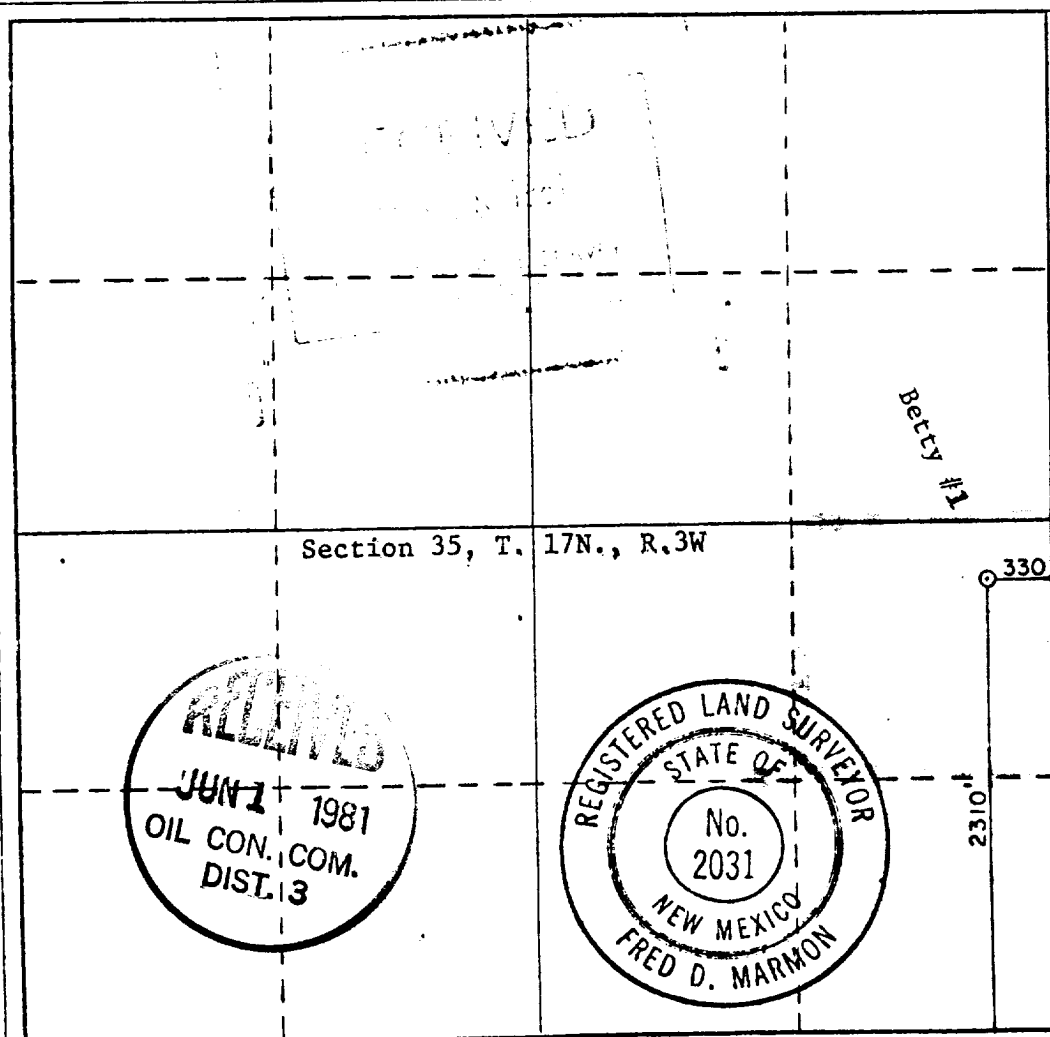 Betty #1
Section 35, T. 17N., R.3W
330
2310'
RECEIVED
JUN 1 1981
OIL CON. COM.
DIST. 3
REGISTERED LAND SURVEYOR
STATE OF
No.
2031
NEW MEXICO
FRED D. MARMON